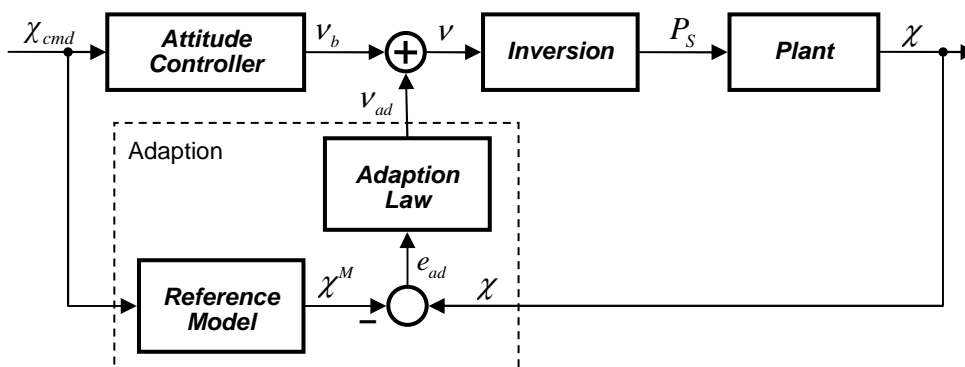 χcmd
Attitude
Controller
νb
+
ν
Inversion
PS
Plant
χ
νad
Adaption
Adaption
Law
ead
Reference
Model
χM
−
χ